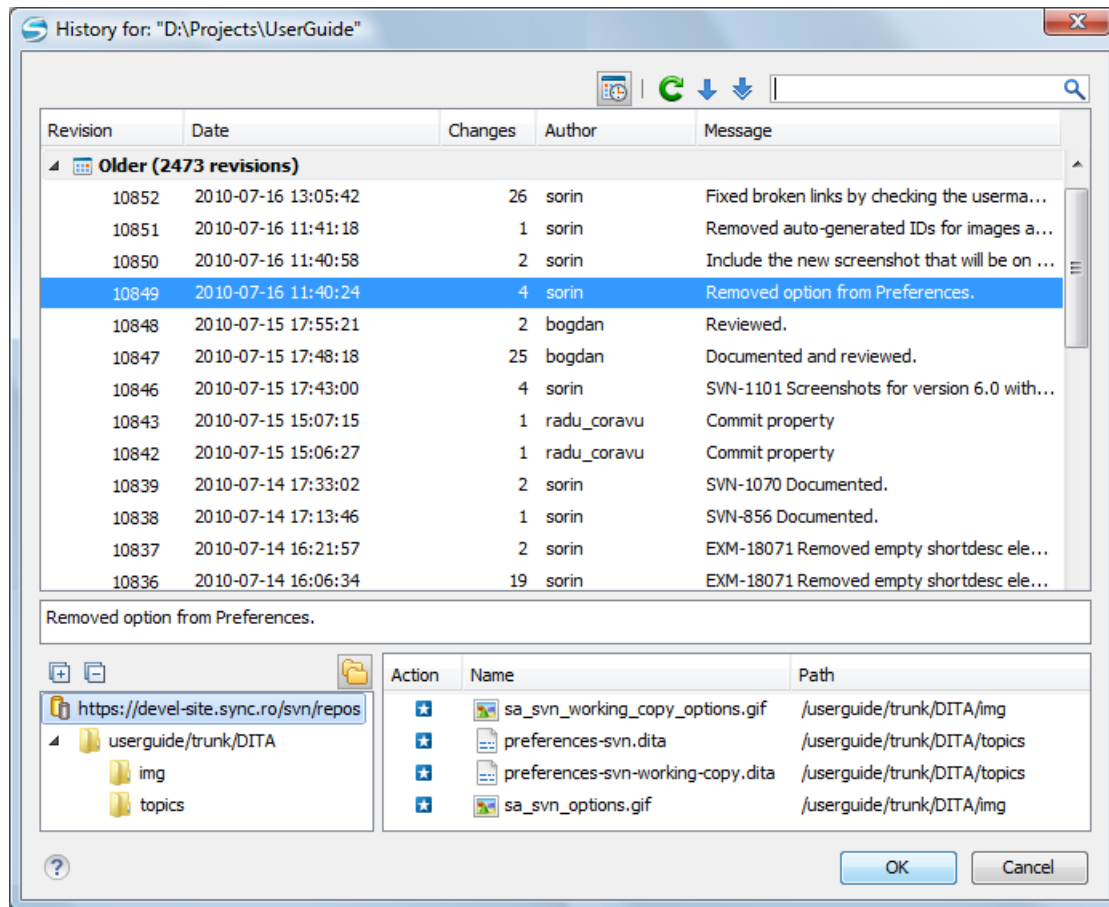 History for: "D:\Projects\UserGuide"
Revision Date Changes Author Message
Older (2473 revisions)
10852 2010-07-16 13:05:42 26 sorin Fixed broken links by checking the userma...
10851 2010-07-16 11:41:18 1 sorin Removed auto-generated IDs for images a...
10850 2010-07-16 11:40:58 2 sorin Include the new screenshot that will be on ...
10849 2010-07-16 11:40:24 4 sorin Removed option from Preferences.
10848 2010-07-15 17:55:21 2 bogdan Reviewed.
10847 2010-07-15 17:48:18 25 bogdan Documented and reviewed.
10846 2010-07-15 17:43:00 4 sorin SVN-1101 Screenshots for version 6.0 with...
10843 2010-07-15 15:07:15 1 radu_coravu Commit property
10842 2010-07-15 15:06:27 1 radu_coravu Commit property
10839 2010-07-14 17:33:02 2 sorin SVN-1070 Documented.
10838 2010-07-14 17:13:46 1 sorin SVN-856 Documented.
10837 2010-07-14 16:21:57 2 sorin EXM-18071 Removed empty shortdesc ele...
10836 2010-07-14 16:06:34 19 sorin EXM-18071 Removed empty shortdesc ele...
Removed option from Preferences.
https://devel-site.sync.ro/svn/repos
userguide/trunk/DITA
img
topics
Action Name Path
sa_svn_working_copy_options.gif /userguide/trunk/DITA/img
preferences-svn.dita /userguide/trunk/DITA/topics
preferences-svn-working-copy.dita /userguide/trunk/DITA/topics
sa_svn_options.gif /userguide/trunk/DITA/img
? OK Cancel